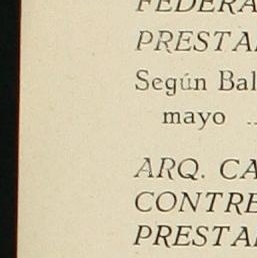 FEDERA
PRESTA
Según Bal
mayo ..
ARQ. CA
CONTRE
PRESTA